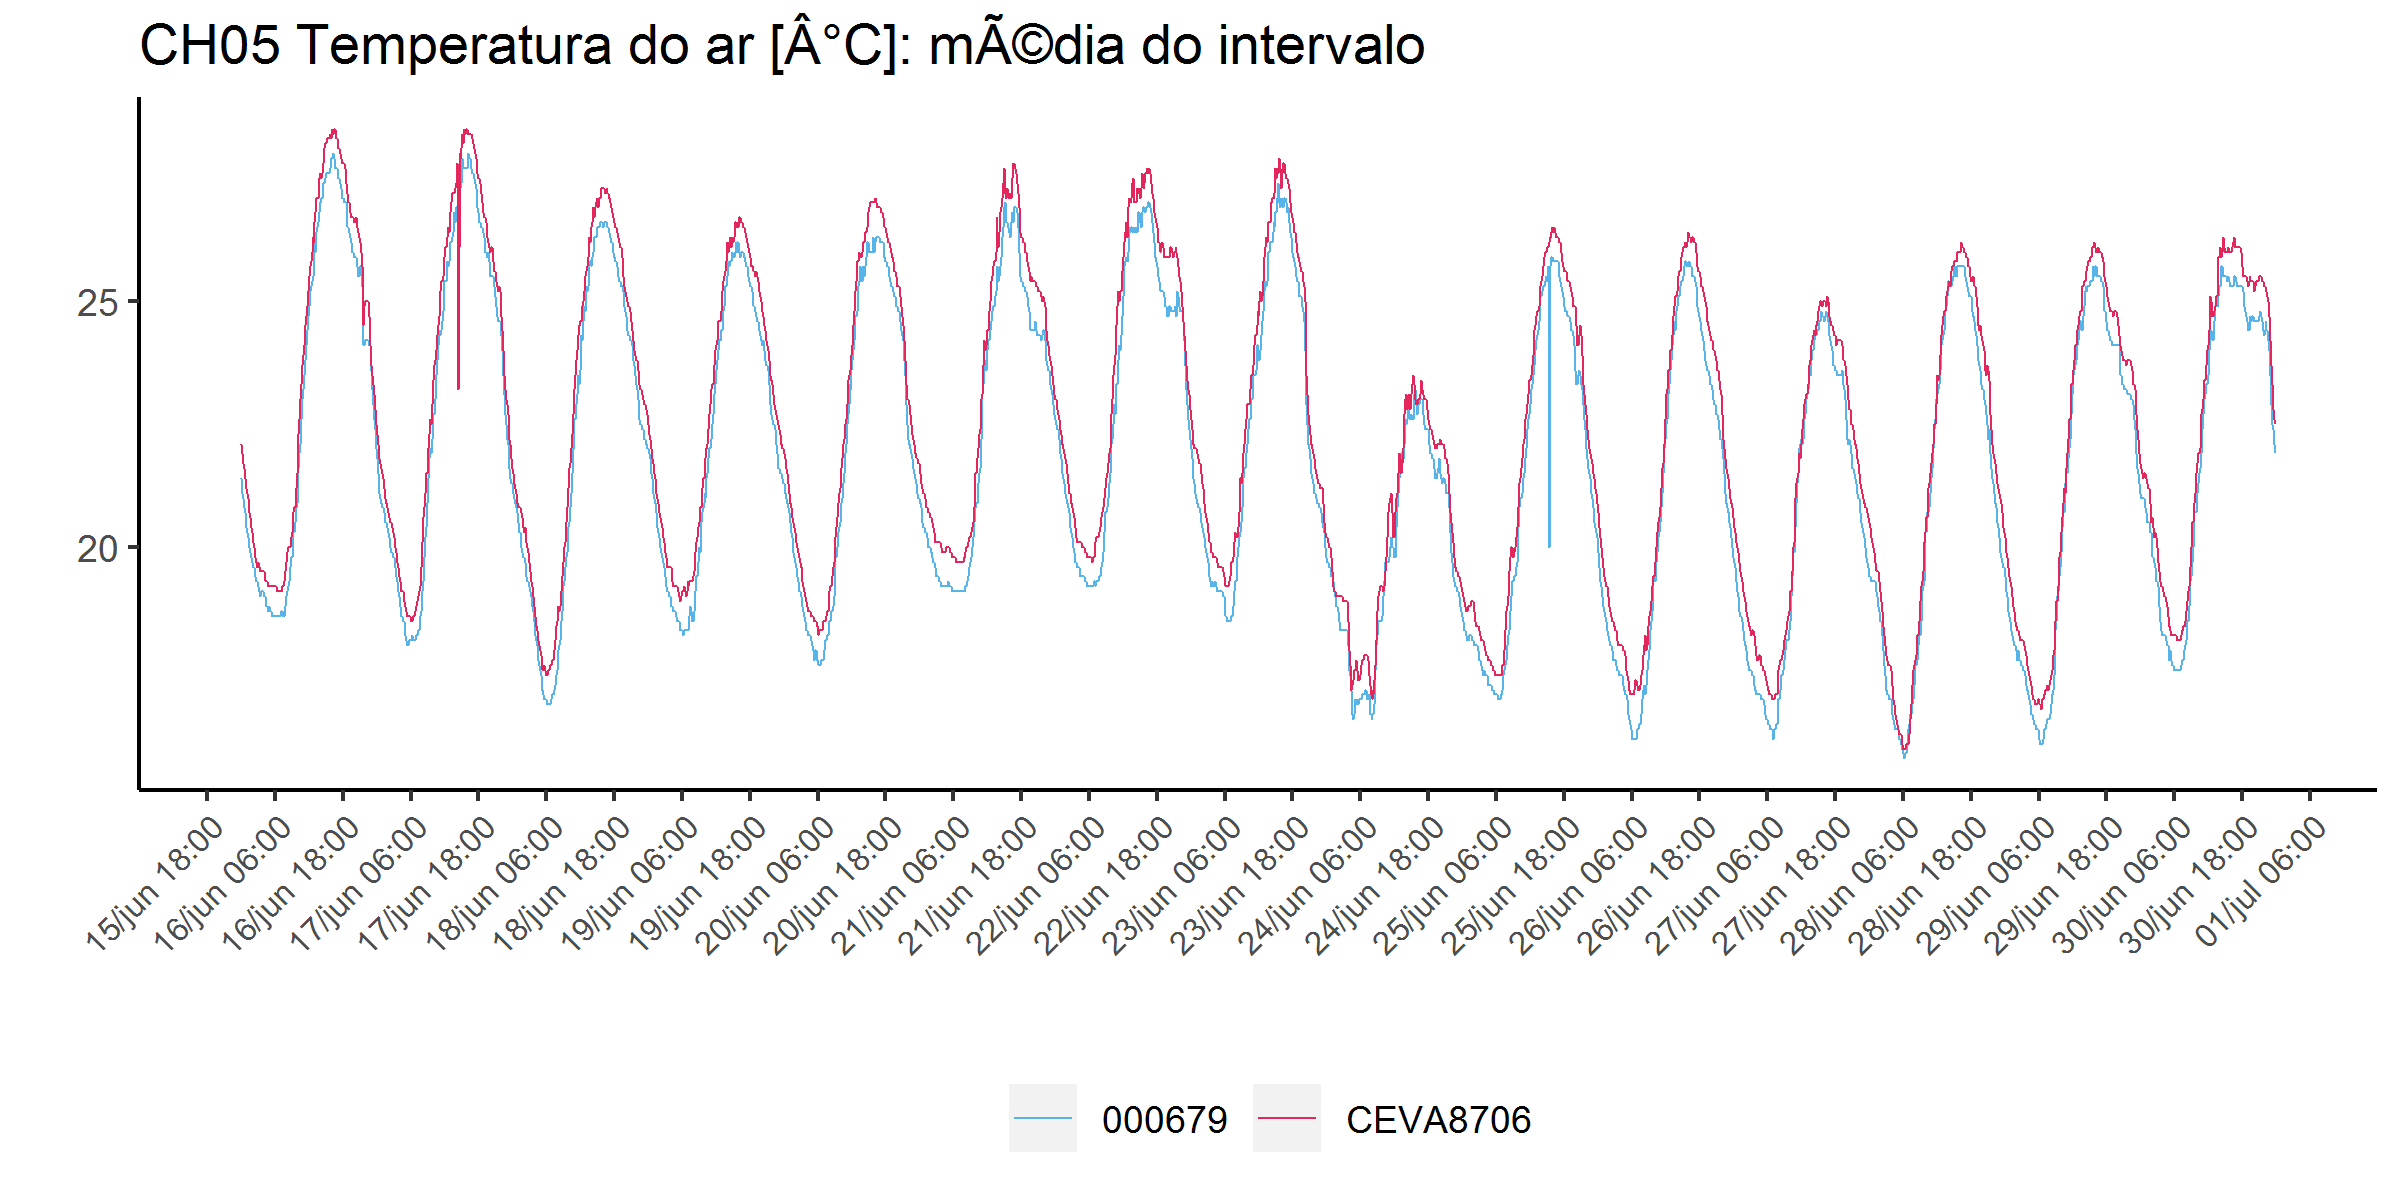 CH05 Temperatura do ar [Â°C]: mÃ©dia do intervalo
25
20
15/jun 18:00
16/jun 06:00
16/jun 18:00
17/jun 06:00
17/jun 18:00
18/jun 06:00
18/jun 18:00
19/jun 06:00
19/jun 18:00
20/jun 06:00
20/jun 18:00
21/jun 06:00
21/jun 18:00
22/jun 06:00
22/jun 18:00
23/jun 06:00
23/jun 18:00
24/jun 06:00
24/jun 18:00
25/jun 06:00
25/jun 18:00
26/jun 06:00
26/jun 18:00
27/jun 06:00
27/jun 18:00
28/jun 06:00
28/jun 18:00
29/jun 06:00
29/jun 18:00
30/jun 06:00
30/jun 18:00
01/jul 06:00
000679
CEVA8706